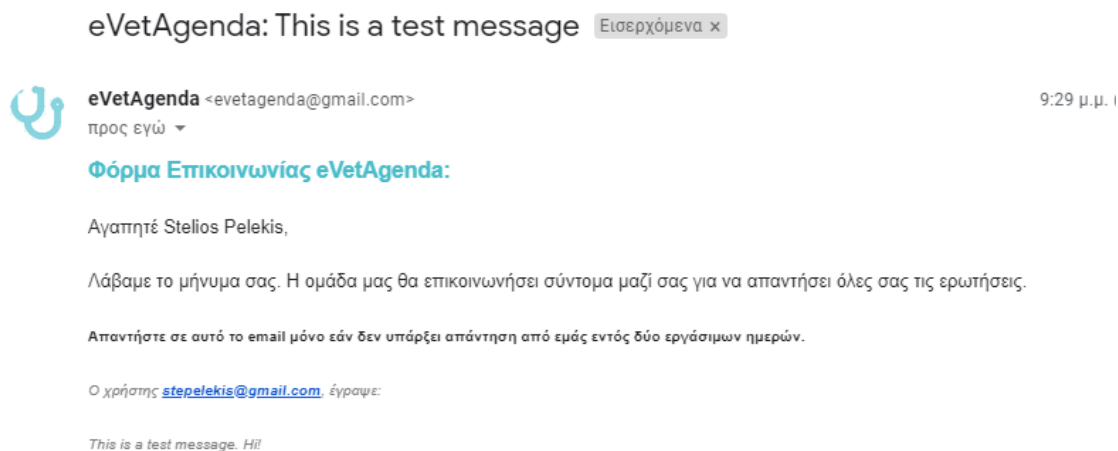 eVetAgenda: This is a test message Εισερχόμενα ×
eVetAgenda <evetagenda@gmail.com> 9:29 μ.μ.
προς εγώ
Φόρμα Επικοινωνίας eVetAgenda:
Αγαπητέ Stelios Pelekis,
Λάβαμε το μήνυμα σας. Η ομάδα μας θα επικοινωνήσει σύντομα μαζί σας για να απαντήσει όλες σας τις ερωτήσεις.
Απαντήστε σε αυτό το email μόνο εάν δεν υπάρξει απάντηση από εμάς εντός δύο εργάσιμων ημερών.
Ο χρήστης stepelekis@gmail.com, έγραψε:
This is a test message. Hi!